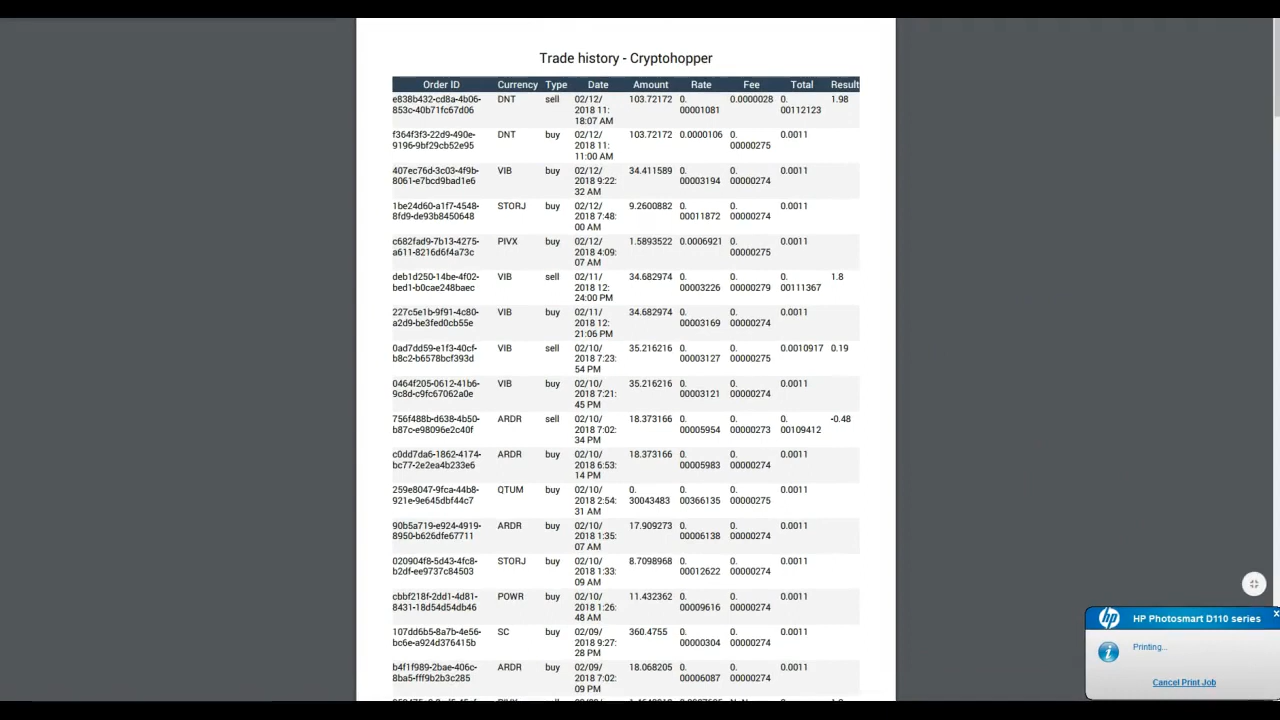 Trade history - Cryptohopper
Order ID Currency Type Date Amount Rate Fee Total Result
e838b432-cd8a-4b06- DNT sell 02/12/ 103.72172 0. 0.0000028 0. 1.98
853c-40b71fc67d06 2018 11: 00001081 00112123
18:07 AM
f364f3f3-22d9-490e- DNT buy 02/12/ 103.72172 0.0000106 0. 0.0011
9196-9bf29cb52e95 2018 11: 00000275
11:00 AM
407ec76d-3c03-4f9b- VIB buy 02/12/ 34.411589 0. 0. 0.0011
8061-e7bcd9bad1e6 2018 9:22: 00003194 00000274
32 AM
1be24d60-a1f7-4548- STORJ buy 02/12/ 9.2600882 0. 0. 0.0011
8fd9-de93b8450648 2018 7:48: 00011872 00000274
00 AM
c682fad9-7b13-4275- PIVX buy 02/12/ 1.5893522 0.0006921 0. 0.0011
a611-8216d6f4a73c 2018 4:09: 00000275
07 AM
deb1d250-14be-4f02- VIB sell 02/11/ 34.682974 0. 0. 0. 1.8
bed1-b0cae248baec 2018 12: 00003226 00000279 00111367
24:00 PM
227c5e1b-9f91-4c80- VIB buy 02/11/ 34.682974 0. 0. 0.0011
a2d9-be3fed0cb55e 2018 12: 00003169 00000274
21:06 PM
0ad7dd59-e1f3-40cf- VIB sell 02/10/ 35.216216 0. 0. 0.0010917 0.19
b8c2-b6578bcf393d 2018 7:23: 00003127 00000275
54 PM
0464f205-0612-41b6- VIB buy 02/10/ 35.216216 0. 0. 0.0011
9c8d-c9fc67062a0e 2018 7:21: 00003121 00000274
45 PM
756f488b-d638-4b50- ARDR sell 02/10/ 18.373166 0. 0. 0. -0.48
b87c-e98096e2c40f 2018 7:02: 00005954 00000273 00109412
34 PM
c0dd7da6-1862-4174- ARDR buy 02/10/ 18.373166 0. 0. 0.0011
bc77-2e2ea4b233e6 2018 6:53: 00005983 00000274
14 PM
259e8047-9fca-44b8- QTUM buy 02/10/ 0. 0. 0. 0.0011
921e-9e645dbf44c7 2018 2:54: 30043483 00366135 00000275
31 AM
90b5a719-e924-4919- ARDR buy 02/10/ 17.909273 0. 0. 0.0011
8950-b626dfe67711 2018 1:35: 00006138 00000274
07 AM
020904f8-5d43-4fc8- STORJ buy 02/10/ 8.7098968 0. 0. 0.0011
b2df-ee9737c84503 2018 1:33: 00012622 00000274
09 AM
cbbf218f-2dd1-4d81- POWR buy 02/10/ 11.432362 0. 0. 0.0011
8431-18d54d54db46 2018 1:26: 00009616 00000274
48 AM
107dd6b5-8a7b-4e56- SC buy 02/09/ 360.4755 0. 0. 0.0011
bc6e-a924d376415b 2018 9:27: 00000304 00000274
28 PM
b4f1f989-2bae-406c- ARDR buy 02/09/ 18.068205 0. 0. 0.0011
8ba5-fff9b2b3c285 2018 7:02: 00006087 00000274
09 PM
HP Photosmart D110 series
Printing...
Cancel Print Job